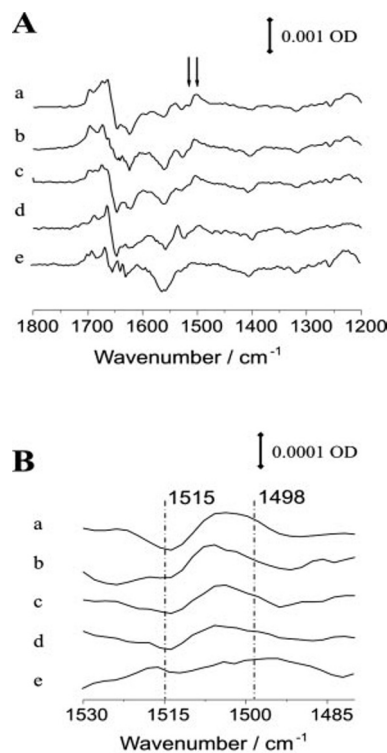 A
0.001 OD
a
b
c
d
e
1800 1700 1600 1500 1400 1300 1200
Wavenumber / cm-1
B
0.0001 OD
1515 1498
a
b
c
d
e
1530 1515 1500 1485
Wavenumber / cm-1